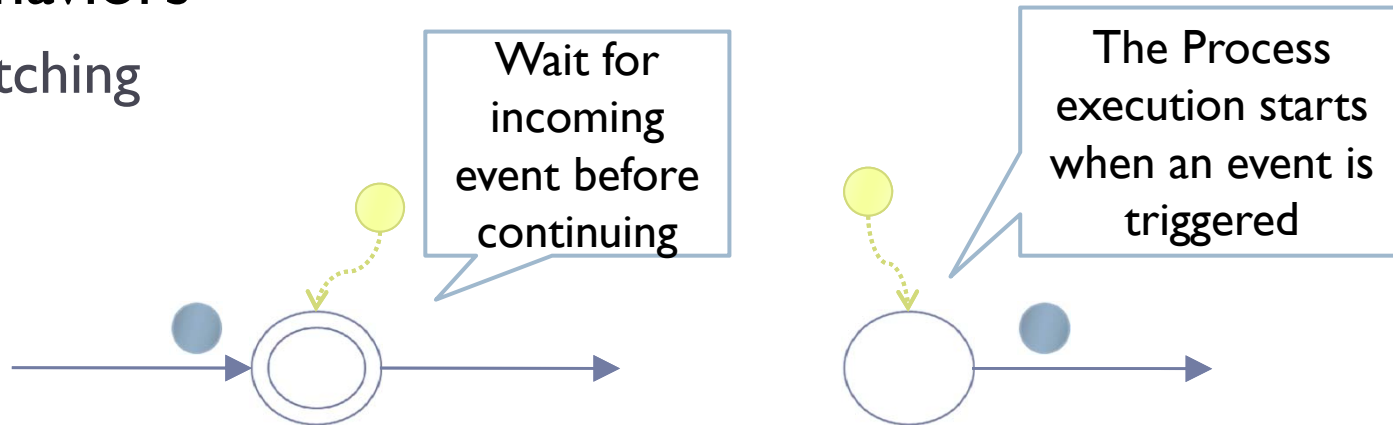 tching
Wait for
incoming
event before
continuing
The Process
execution starts
when an event is
triggered